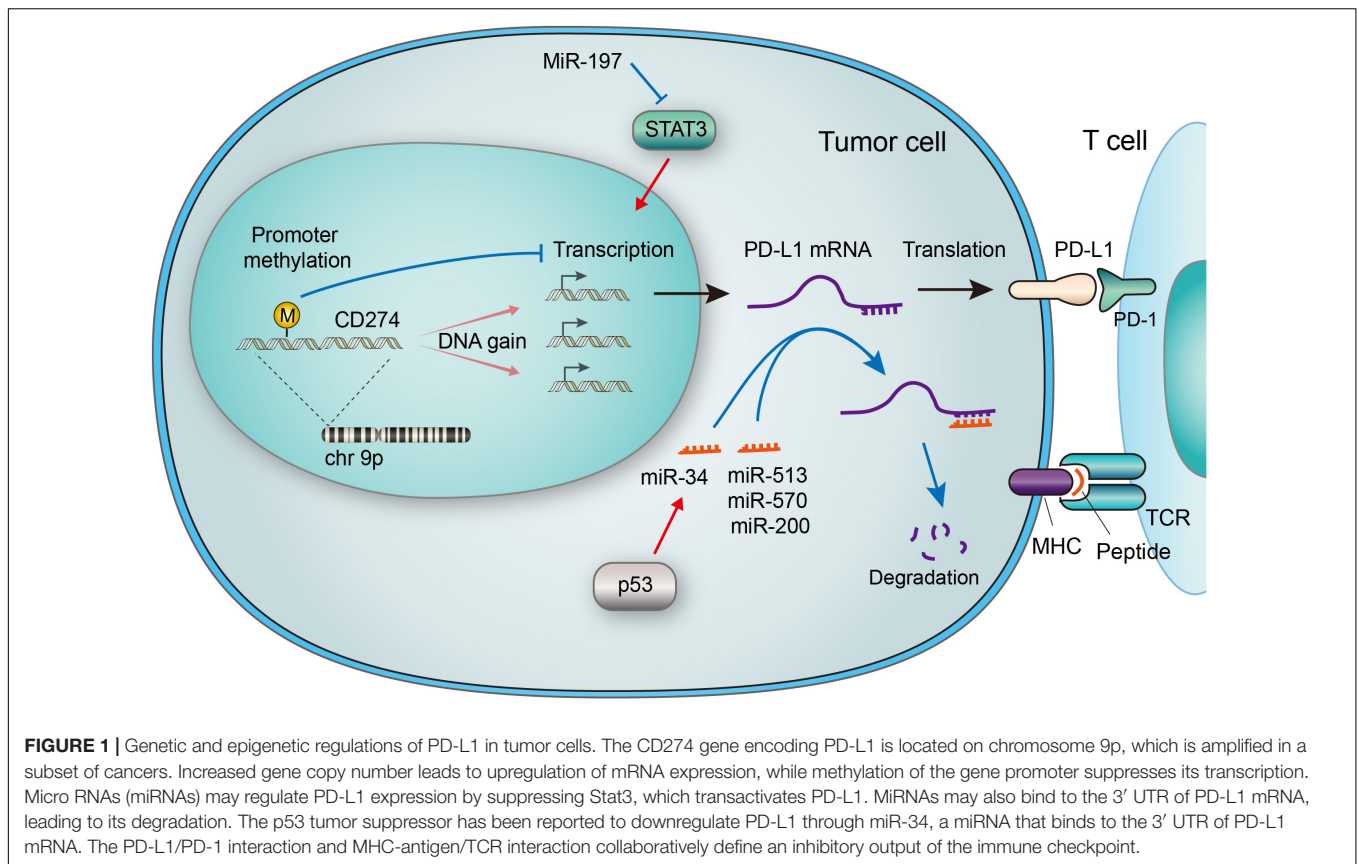 MiR-197
STAT3
Tumor cell
T cell
Promoter
methylation
Transcription
PD-L1 mRNA
Translation
PD-L1
M
CD274
PD-1
DNA gain
chr 9p
miR-34
miR-513
miR-570
miR-200
TCR
MHC
Peptide
p53
Degradation
FIGURE 1 | Genetic and epigenetic regulations of PD-L1 in tumor cells. The CD274 gene encoding PD-L1 is located on chromosome 9p, which is amplified in a
subset of cancers. Increased gene copy number leads to upregulation of mRNA expression, while methylation of the gene promoter suppresses its transcription.
Micro RNAs (miRNAs) may regulate PD-L1 expression by suppressing Stat3, which transactivates PD-L1. MiRNAs may also bind to the 3′ UTR of PD-L1 mRNA,
leading to its degradation. The p53 tumor suppressor has been reported to downregulate PD-L1 through miR-34, a miRNA that binds to the 3′ UTR of PD-L1
mRNA. The PD-L1/PD-1 interaction and MHC-antigen/TCR interaction collaboratively define an inhibitory output of the immune checkpoint.